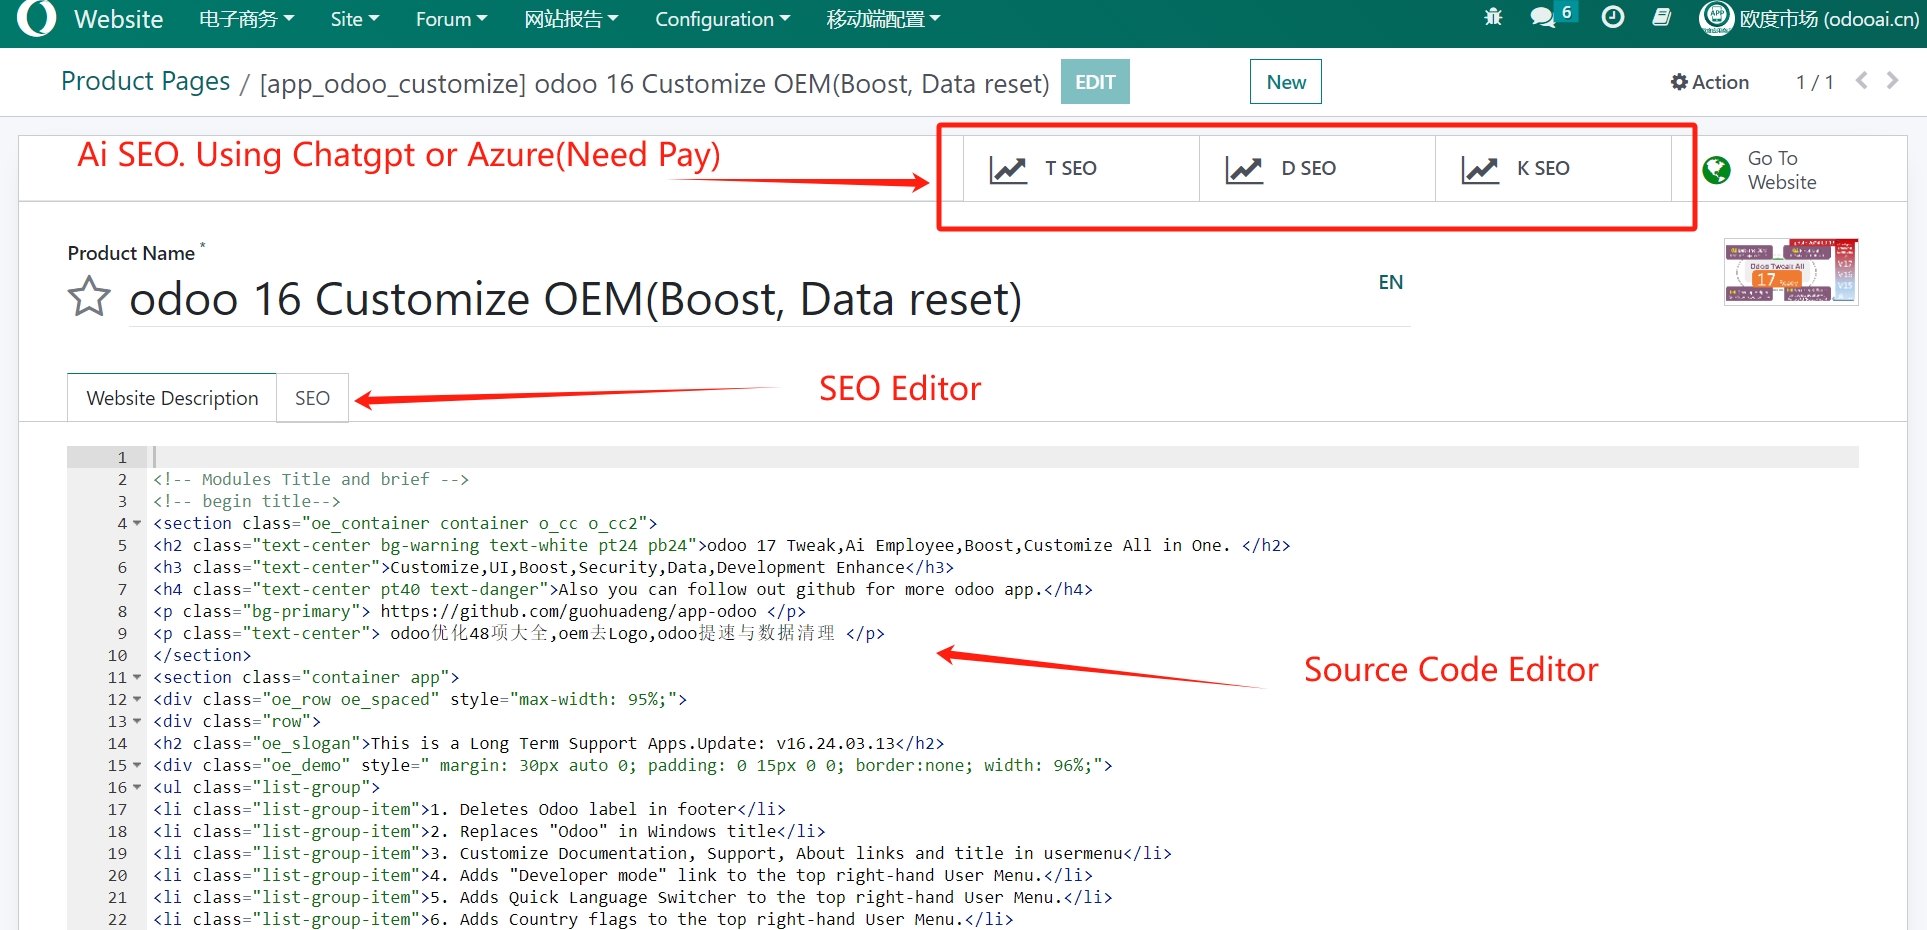 Website 电子商务 Site Forum 网站报告 Configuration 移动端配置 6 欧度市场 (odooai.cn)
Product Pages / [app_odoo_customize] odoo 16 Customize OEM(Boost, Data reset) EDIT New Action 1 / 1
Ai SEO. Using Chatgpt or Azure(Need Pay)
T SEO D SEO K SEO Go To
Website
Product Name *
odoo 16 Customize OEM(Boost, Data reset) EN
Odoo Tweak All
17
V17
Website Description SEO
SEO Editor
1
2 <!-- Modules Title and brief -->
3 <!-- begin title-->
4 <section class="oe_container container o_cc o_cc2">
5 <h2 class="text-center bg-warning text-white pt24 pb24">odoo 17 Tweak,Ai Employee,Boost,Customize All in One. </h2>
6 <h3 class="text-center">Customize,UI,Boost,Security,Data,Development Enhance</h3>
7 <h4 class="text-center pt40 text-danger">Also you can follow out github for more odoo app.</h4>
8 <p class="bg-primary"> https://github.com/guohuadeng/app-odoo </p>
9 <p class="text-center"> odoo优化48项大全,oem去Logo,odoo提速与数据清理 </p>
10 </section>
Source Code Editor
11 <section class="container app">
12 <div class="oe_row oe_spaced" style="max-width: 95%;">
13 <div class="row">
14 <h2 class="oe_slogan">This is a Long Term Support Apps.Update: v16.24.03.13</h2>
15 <div class="oe_demo" style=" margin: 30px auto 0; padding: 0 15px 0 0; border:none; width: 96%;">
16 <ul class="list-group">
17 <li class="list-group-item">1. Deletes Odoo label in footer</li>
18 <li class="list-group-item">2. Replaces "Odoo" in Windows title</li>
19 <li class="list-group-item">3. Customize Documentation, Support, About links and title in usermenu</li>
20 <li class="list-group-item">4. Adds "Developer mode" link to the top right-hand User Menu.</li>
21 <li class="list-group-item">5. Adds Quick Language Switcher to the top right-hand User Menu.</li>
22 <li class="list-group-item">6. Adds Country flags to the top right-hand User Menu.</li>